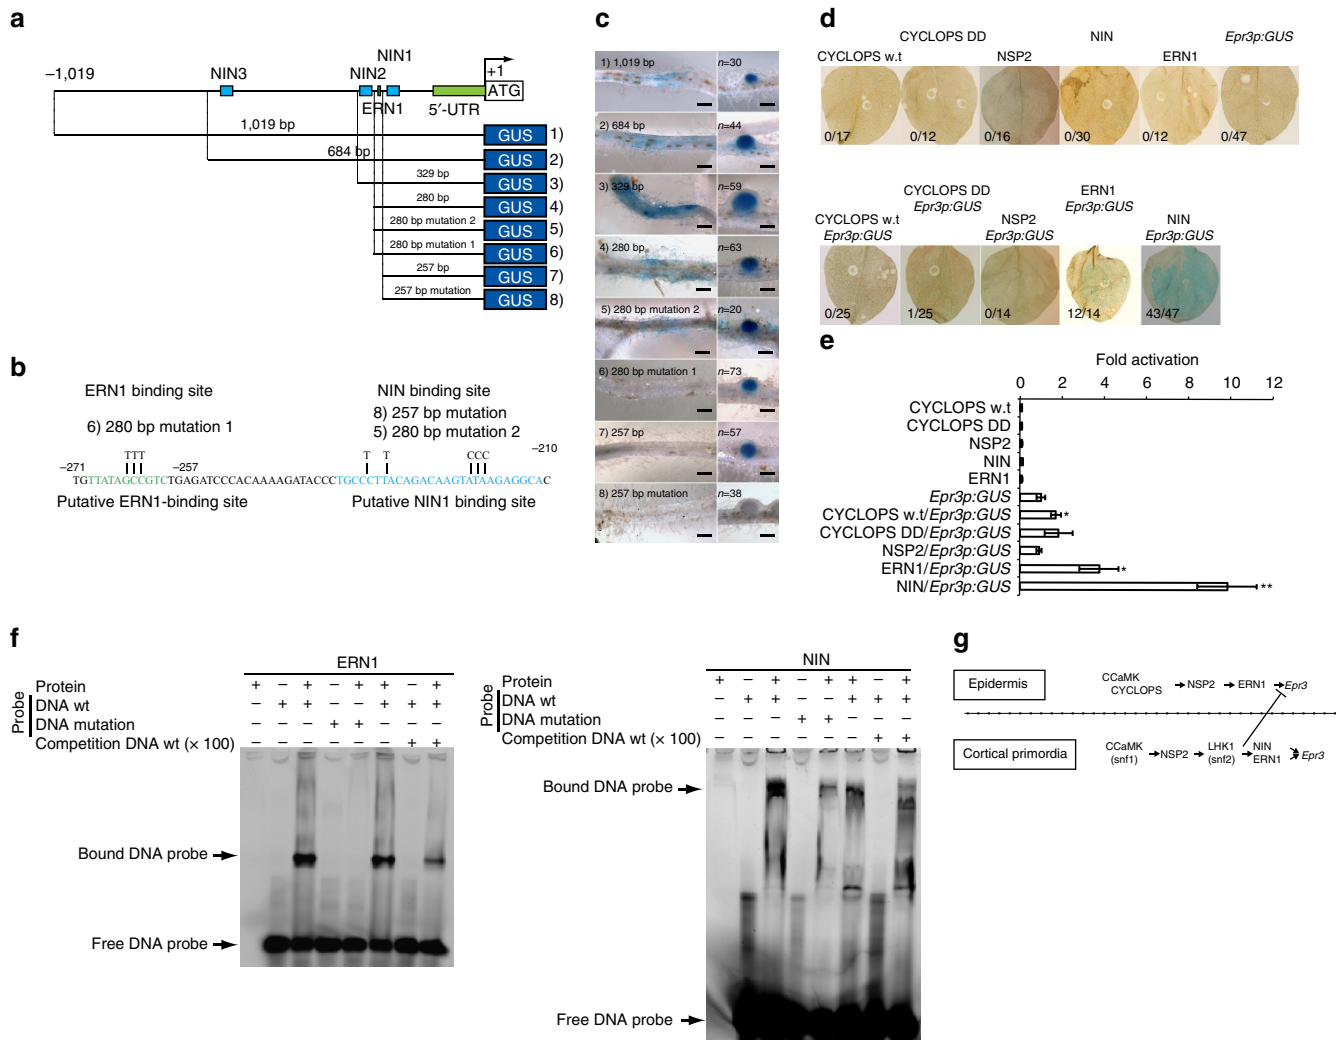 a
−1,019
NIN3
NIN2
NIN1
ERN1
5′-UTR
+1
ATG
1,019 bp
GUS 1)
684 bp
GUS 2)
329 bp
GUS 3)
280 bp
GUS 4)
280 bp mutation 2
GUS 5)
280 bp mutation 1
GUS 6)
257 bp
GUS 7)
257 bp mutation
GUS 8)
b
ERN1 binding site
6) 280 bp mutation 1
NIN binding site
8) 257 bp mutation
5) 280 bp mutation 2
TTT
T T CCC
−271
−257
−210
TGTTATAGCCGTCTGAGATCCCACAAAAGATACCCTGCCCTTACAGACAAGTATAAGAGGCAC
Putative ERN1-binding site
Putative NIN1 binding site
c
1) 1,019 bp n=30
2) 684 bp n=44
3) 329 bp n=59
4) 280 bp n=63
5) 280 bp mutation 2 n=20
6) 280 bp mutation 1 n=73
7) 257 bp n=57
8) 257 bp mutation n=38
d
CYCLOPS w.t
CYCLOPS DD
NSP2
NIN
ERN1
Epr3p:GUS
0/17 0/12 0/16 0/30 0/12 0/47
CYCLOPS w.t
Epr3p:GUS
CYCLOPS DD
Epr3p:GUS
NSP2
Epr3p:GUS
ERN1
Epr3p:GUS
NIN
Epr3p:GUS
0/25 1/25 0/14 12/14 43/47
e
Fold activation
0 2 4 6 8 10 12
CYCLOPS w.t
CYCLOPS DD
NSP2
NIN
ERN1
Epr3p:GUS
CYCLOPS w.t/Epr3p:GUS *
CYCLOPS DD/Epr3p:GUS
NSP2/Epr3p:GUS
ERN1/Epr3p:GUS *
NIN/Epr3p:GUS **
f
ERN1
Probe
Protein + − + − + + − +
DNA wt − + + − − + + +
DNA mutation − − − + + − − −
Competition DNA wt (× 100) − − − − − − + +
Bound DNA probe
Free DNA probe
NIN
Probe
Protein + − + − + + − +
DNA wt − + + − − + + +
DNA mutation − − − + + − − −
Competition DNA wt (× 100) − − − − − − + +
Bound DNA probe
Free DNA probe
g
Epidermis
CCaMK
CYCLOPS
NSP2
ERN1
Epr3
Cortical primordia
CCaMK
(snf1)
NSP2
LHK1
(snf2)
NIN
ERN1
Epr3